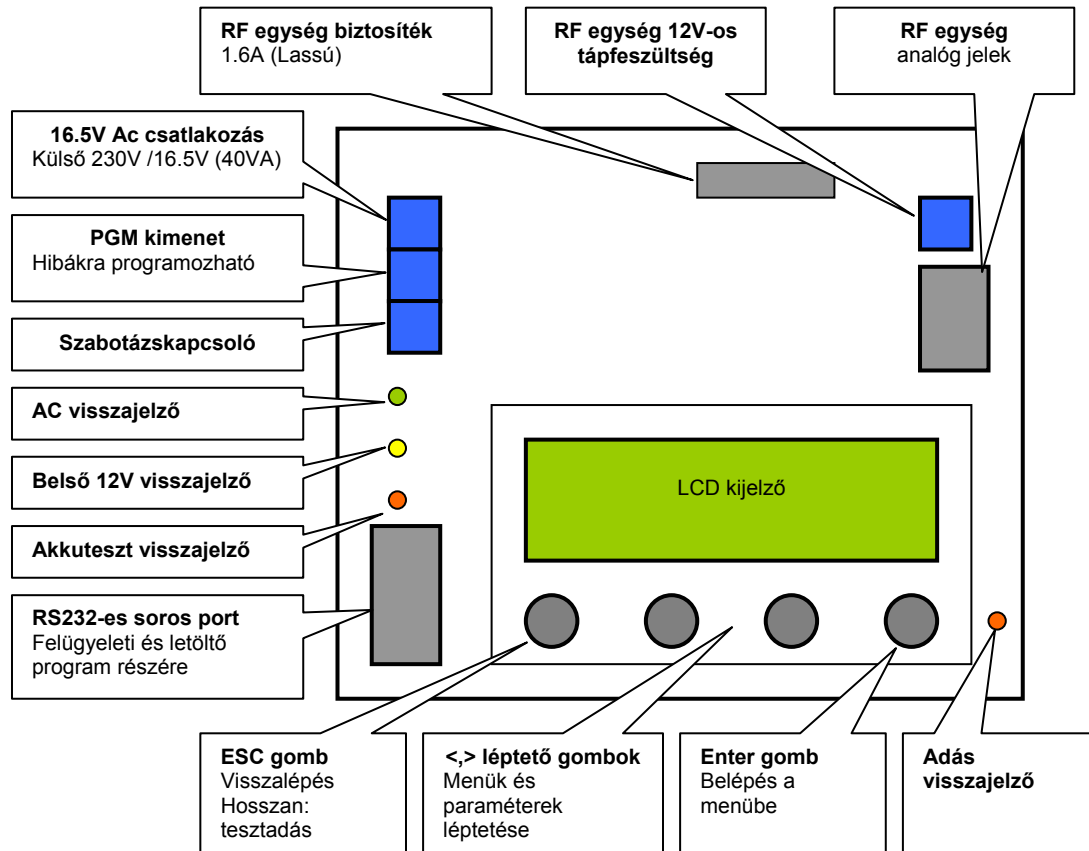 RF egység biztosíték
1.6A (Lassú)
RF egység 12V-os
tápfeszültség
RF egység
analóg jelek
16.5V Ac csatlakozás
Külső 230V /16.5V (40VA)
PGM kimenet
Hibákra programozható
Szabotázskapcsoló
AC visszajelző
Belső 12V visszajelző
Akkuteszt visszajelző
RS232-es soros port
Felügyeleti és letöltő
program részére
LCD kijelző
ESC gomb
Visszalépés
Hosszan:
tesztadás
<,> léptető gombok
Menük és
paraméterek
léptetése
Enter gomb
Belépés a
menübe
Adás
visszajelző